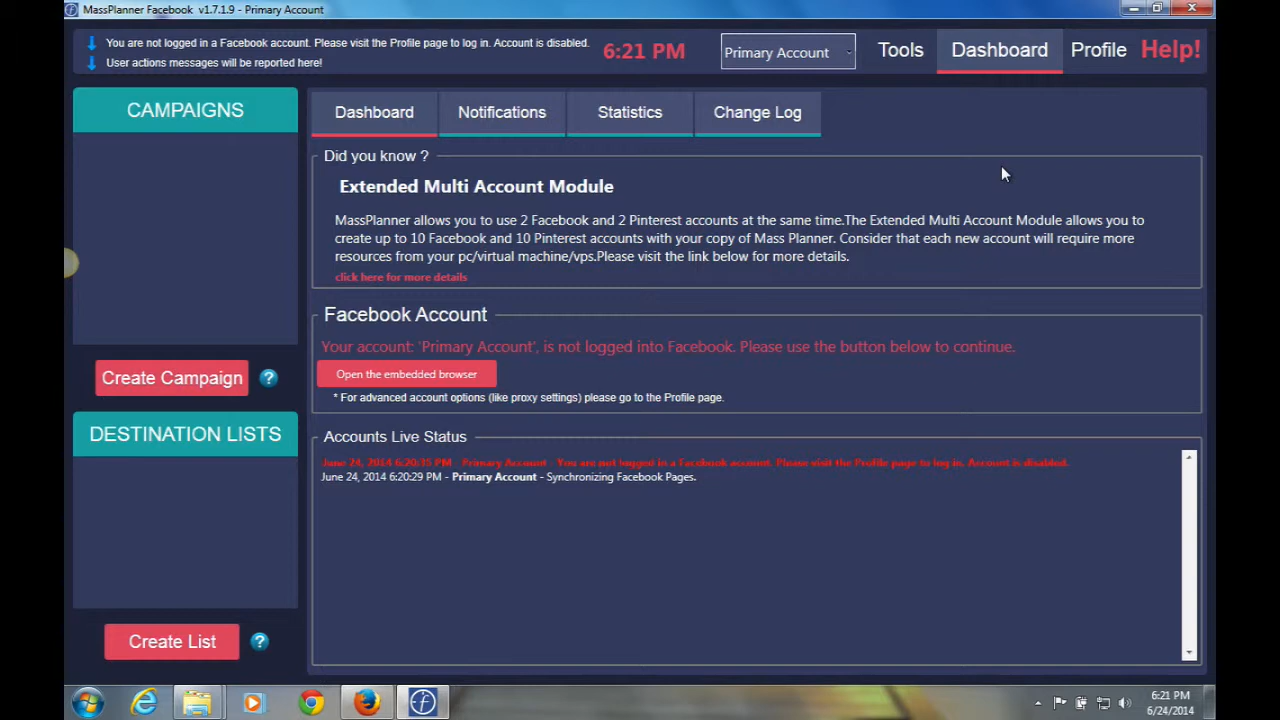 MassPlanner Facebook v1.7.1.9 - Primary Account
You are not logged in a Facebook account. Please visit the Profile page to log in. Account is disabled.
User actions messages will be reported here!
6:21 PM
Primary Account
Tools
Dashboard
Profile
Help!
CAMPAIGNS
Create Campaign
?
DESTINATION LISTS
Create List
?
Dashboard
Notifications
Statistics
Change Log
Did you know ?
Extended Multi Account Module
MassPlanner allows you to use 2 Facebook and 2 Pinterest accounts at the same time.The Extended Multi Account Module allows you to
create up to 10 Facebook and 10 Pinterest accounts with your copy of Mass Planner. Consider that each new account will require more
resources from your pc/virtual machine/vps.Please visit the link below for more details.
click here for more details
Facebook Account
Your account: 'Primary Account', is not logged into Facebook. Please use the button below to continue.
Open the embedded browser
* For advanced account options (like proxy settings) please go to the Profile page.
Accounts Live Status
June 24, 2014 6:20:35 PM - Primary Account - You are not logged in a Facebook account. Please visit the Profile page to log in. Account is disabled.
June 24, 2014 6:20:29 PM - Primary Account - Synchronizing Facebook Pages.
6:21 PM
6/24/2014